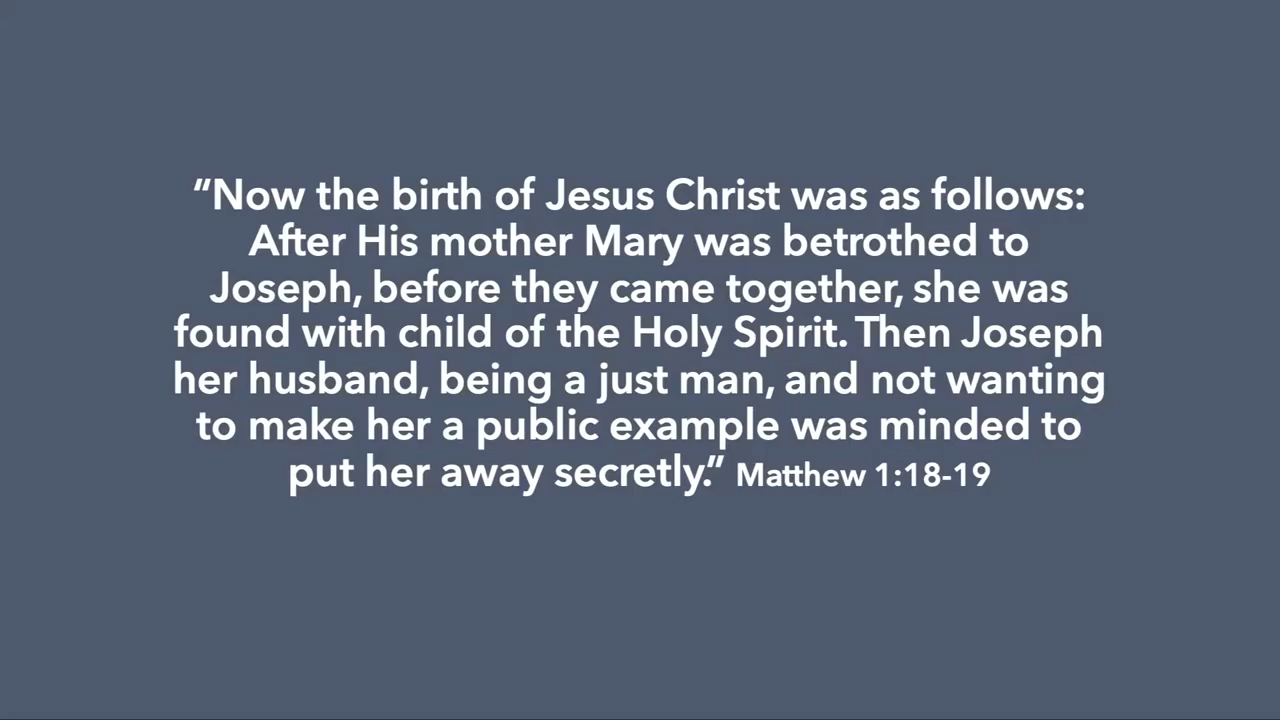 “Now the birth of Jesus Christ was as follows:
After His mother Mary was betrothed to
Joseph, before they came together, she was
found with child of the Holy Spirit. Then Joseph
her husband, being a just man, and not wanting
to make her a public example was minded to
put her away secretly.” Matthew 1:18-19